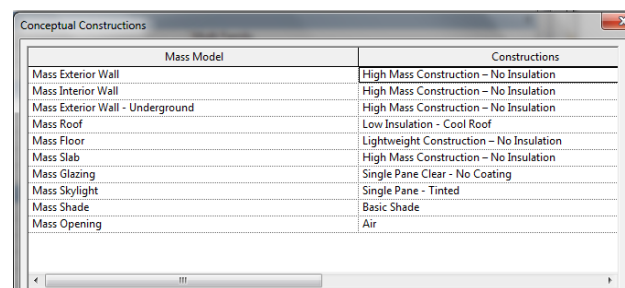 Conceptual Constructions
Mass Model Constructions
Mass Exterior Wall High Mass Construction – No Insulation
Mass Interior Wall High Mass Construction – No Insulation
Mass Exterior Wall - Underground High Mass Construction – No Insulation
Mass Roof Low Insulation - Cool Roof
Mass Floor Lightweight Construction – No Insulation
Mass Slab High Mass Construction – No Insulation
Mass Glazing Single Pane Clear - No Coating
Mass Skylight Single Pane - Tinted
Mass Shade Basic Shade
Mass Opening Air